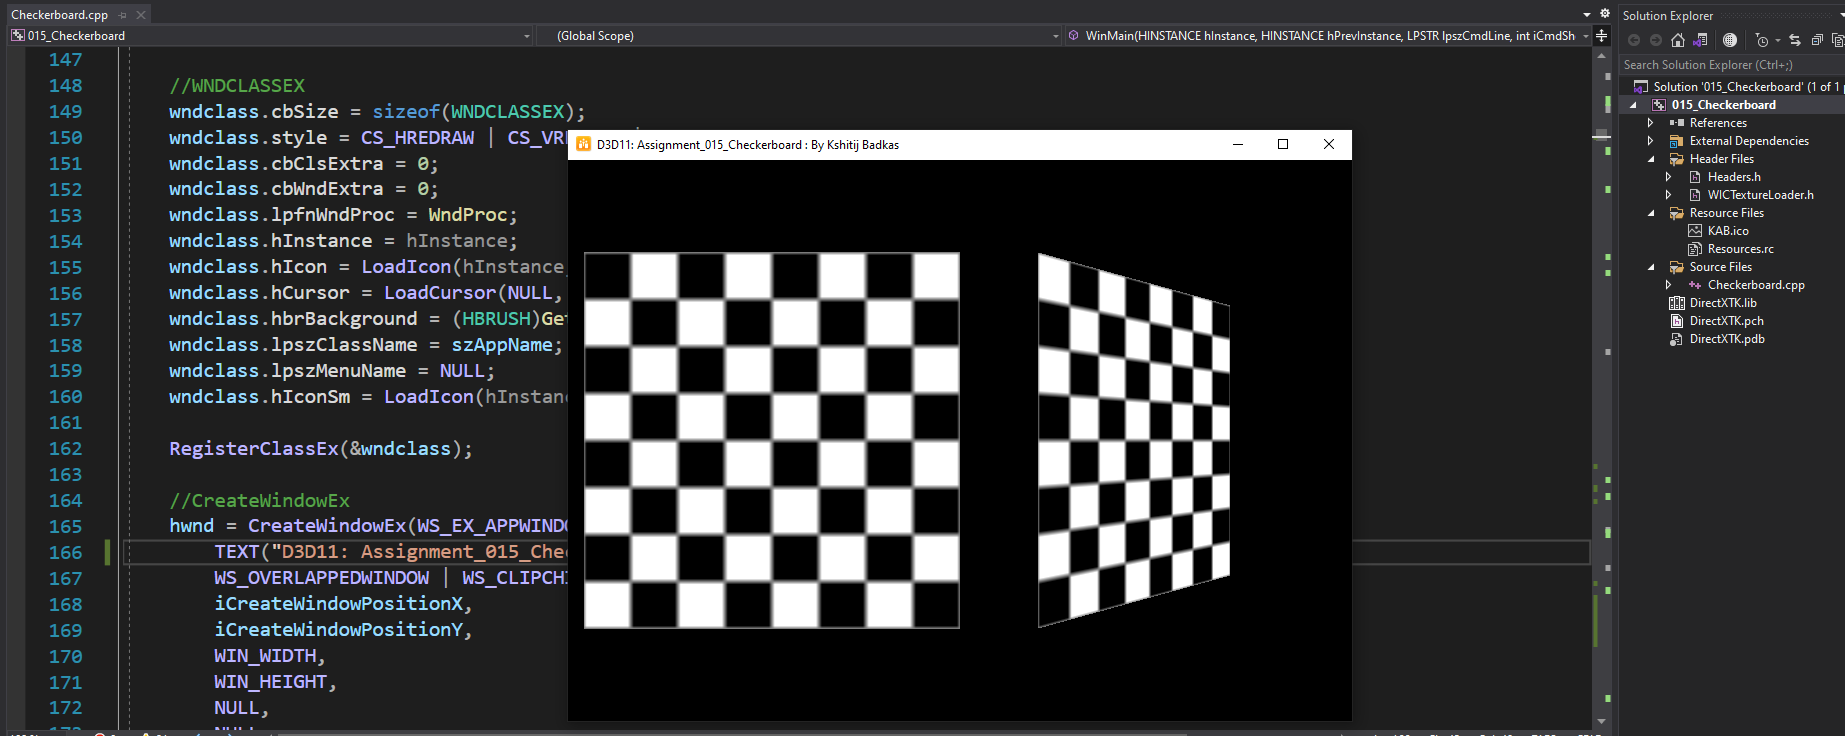 Checkerboard.cpp
015_Checkerboard
(Global Scope)
WinMain(HINSTANCE hInstance, HINSTANCE hPrevInstance, LPSTR lpszCmdLine, int iCmdSh
147
148 //WNDCLASSEX
149 wndclass.cbSize = sizeof(WNDCLASSEX);
150 wndclass.style = CS_HREDRAW | CS_VR
151 wndclass.cbClsExtra = 0;
152 wndclass.cbWndExtra = 0;
153 wndclass.lpfnWndProc = WndProc;
154 wndclass.hInstance = hInstance;
155 wndclass.hIcon = LoadIcon(hInstance,
156 wndclass.hCursor = LoadCursor(NULL,
157 wndclass.hbrBackground = (HBRUSH)Get
158 wndclass.lpszClassName = szAppName;
159 wndclass.lpszMenuName = NULL;
160 wndclass.hIconSm = LoadIcon(hInstan
161
162 RegisterClassEx(&wndclass);
163
164 //CreateWindowEx
165 hwnd = CreateWindowEx(WS_EX_APPWINDO
166 TEXT("D3D11: Assignment_015_Chec
167 WS_OVERLAPPEDWINDOW | WS_CLIPCHI
168 iCreateWindowPositionX,
169 iCreateWindowPositionY,
170 WIN_WIDTH,
171 WIN_HEIGHT,
172 NULL,
D3D11: Assignment_015_Checkerboard : By Kshitij Badkas
Solution Explorer
Search Solution Explorer (Ctrl+;)
Solution '015_Checkerboard' (1 of 1
015_Checkerboard
References
External Dependencies
Header Files
Headers.h
WICTextureLoader.h
Resource Files
KAB.ico
Resources.rc
Source Files
Checkerboard.cpp
DirectXTK.lib
DirectXTK.pch
DirectXTK.pdb